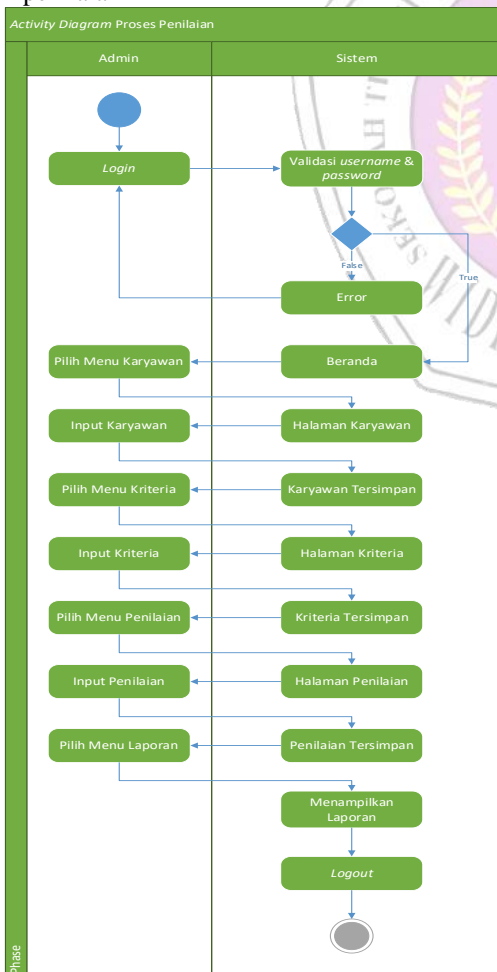 Activity Diagram Proses Penilaian
Admin
Sistem
Login
Validasi username &
password
False
True
Error
Pilih Menu Karyawan
Beranda
Input Karyawan
Halaman Karyawan
Pilih Menu Kriteria
Karyawan Tersimpan
Input Kriteria
Halaman Kriteria
Pilih Menu Penilaian
Kriteria Tersimpan
Input Penilaian
Halaman Penilaian
Pilih Menu Laporan
Penilaian Tersimpan
Menampilkan
Laporan
Logout
Phase